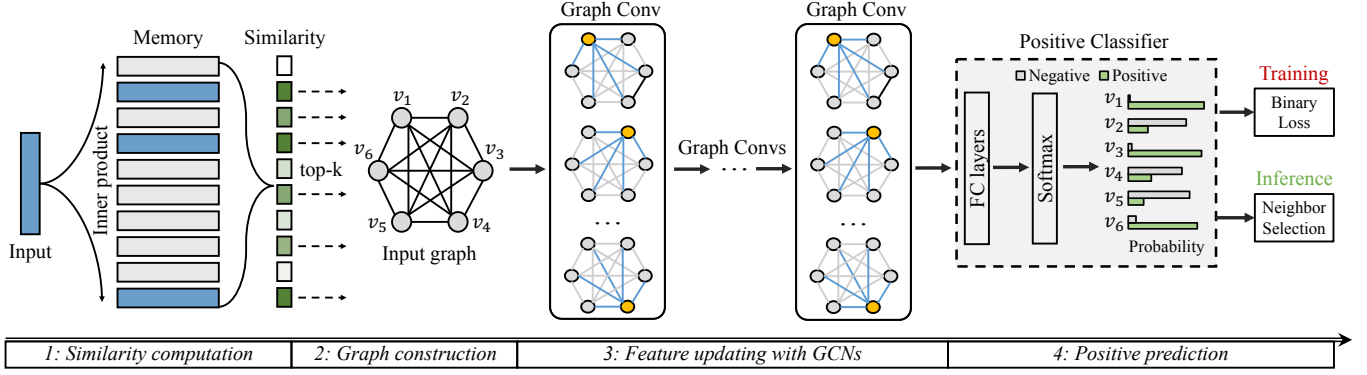 Graph Conv
Graph Conv
Memory
Similarity
Positive Classifier
Negative
Positive
Training
Binary
Loss
Inner product
Input
top-k
v₁
v₂
v₃
v₄
v₅
v₆
Input graph
...
Graph Convs
...
...
FC layers
Softmax
v₁
v₂
v₃
v₄
v₅
v₆
Probability
Inference
Neighbor
Selection
1: Similarity computation
2: Graph construction
3: Feature updating with GCNs
4: Positive prediction